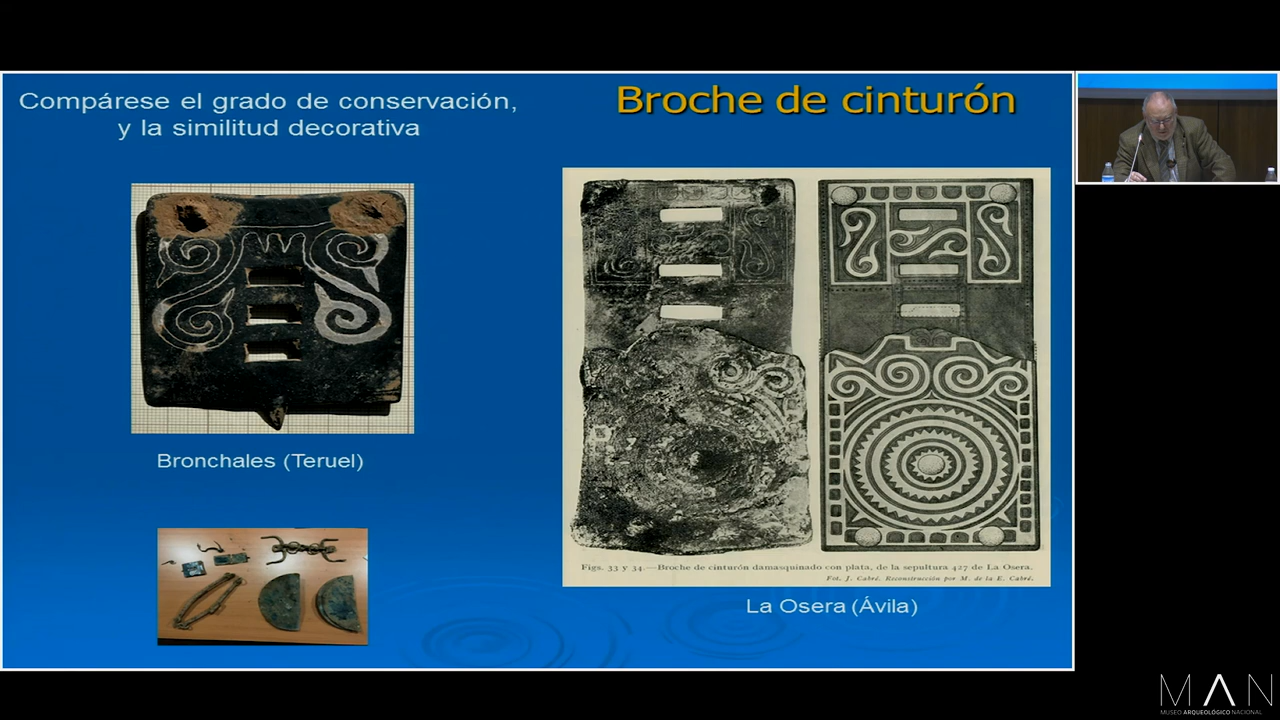 Compárese el grado de conservación,
y la similitud decorativa
Broche de cinturón
Bronchales (Teruel)
Figs. 33 y 34.—Broche de cinturón damasquinado con plata, de la sepultura 427 de La Osera.
Fot. J. Cabré. Reconstrucción por M. de la E. Cabré.
La Osera (Ávila)
MAN
MUSEO ARQUEOLÓGICO NACIONAL